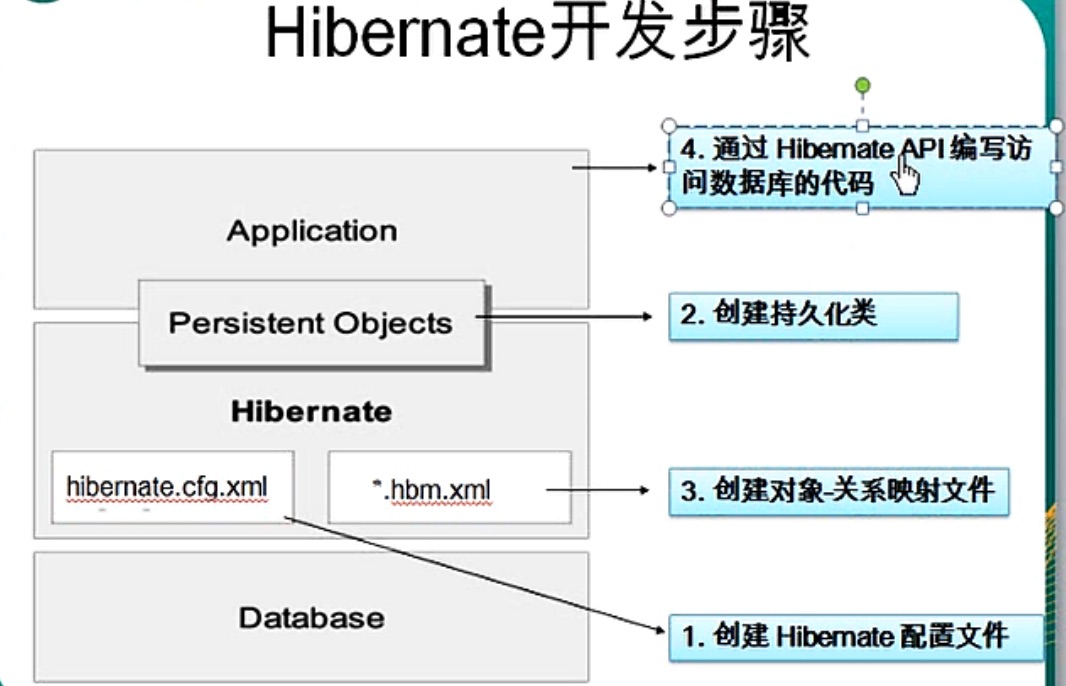 Hibernate开发步骤
4. 通过 Hibernate API 编写访
问数据库的代码
Application
Persistent Objects
2. 创建持久化类
Hibernate
hibernate.cfg.xml
*.hbm.xml
3. 创建对象-关系映射文件
Database
1. 创建 Hibernate 配置文件